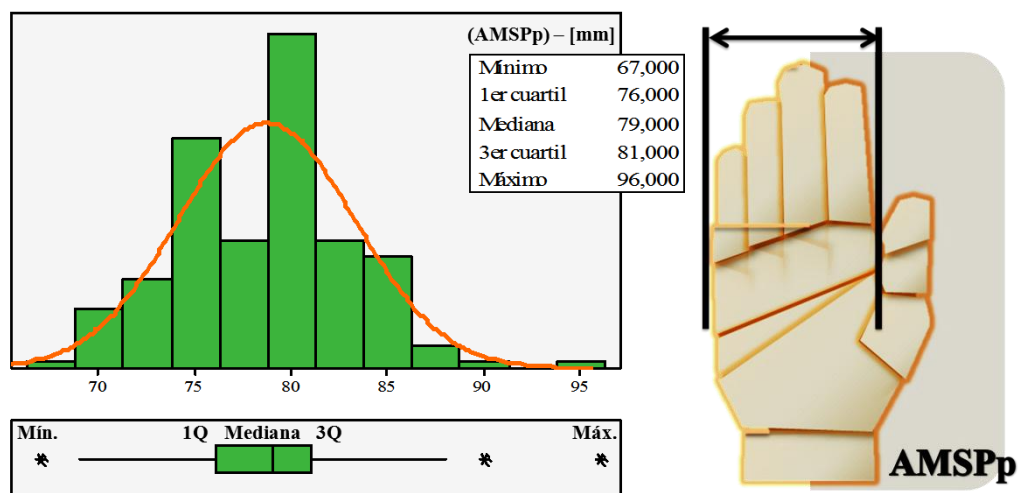 (AMSPp) – [mm]
Mínimo 67,000
1er cuartil 76,000
Mediana 79,000
3er cuartil 81,000
Máximo 96,000
70 75 80 85 90 95
Mín. 1Q Mediana 3Q Máx.
AMSPp